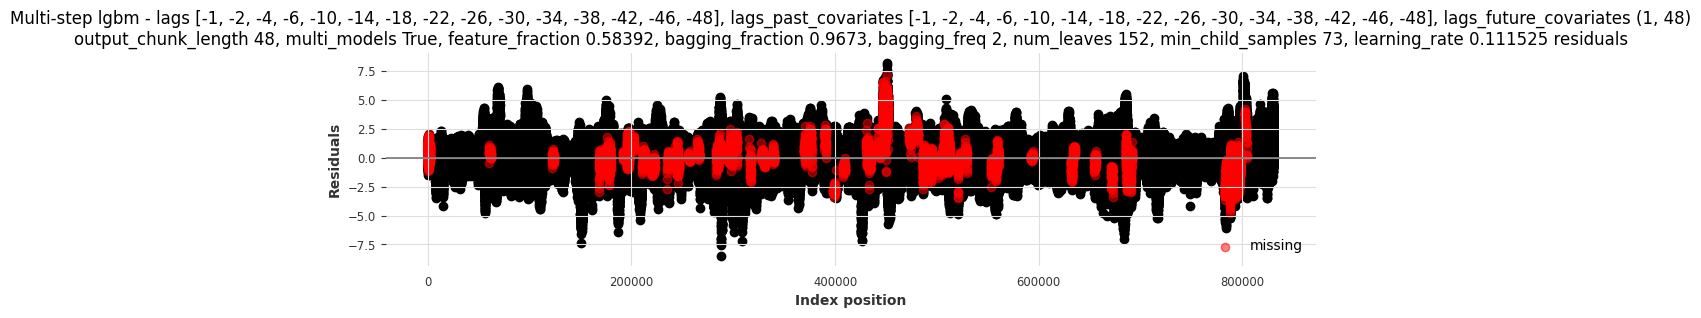 Multi-step lgbm - lags [-1, -2, -4, -6, -10, -14, -18, -22, -26, -30, -34, -38, -42, -46, -48], lags_past_covariates [-1, -2, -4, -6, -10, -14, -18, -22, -26, -30, -34, -38, -42, -46, -48], lags_future_covariates (1, 48)
output_chunk_length 48, multi_models True, feature_fraction 0.58392, bagging_fraction 0.9673, bagging_freq 2, num_leaves 152, min_child_samples 73, learning_rate 0.111525 residuals
7.5
5.0
2.5
0.0
−2.5
−5.0
−7.5
Residuals
missing
0 200000 400000 600000 800000
Index position